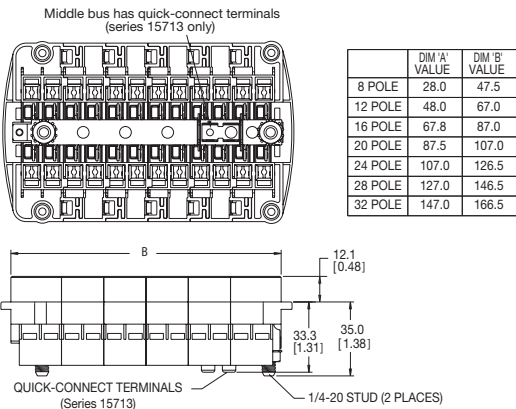 Middle bus has quick-connect terminals
(series 15713 only)
DIM 'A' DIM 'B'
VALUE VALUE
8 POLE 28.0 47.5
12 POLE 48.0 67.0
16 POLE 67.8 87.0
20 POLE 87.5 107.0
24 POLE 107.0 126.5
28 POLE 127.0 146.5
32 POLE 147.0 166.5
B
12.1
[0.48]
33.3
[1.31]
35.0
[1.38]
QUICK-CONNECT TERMINALS
(Series 15713)
1/4-20 STUD (2 PLACES)